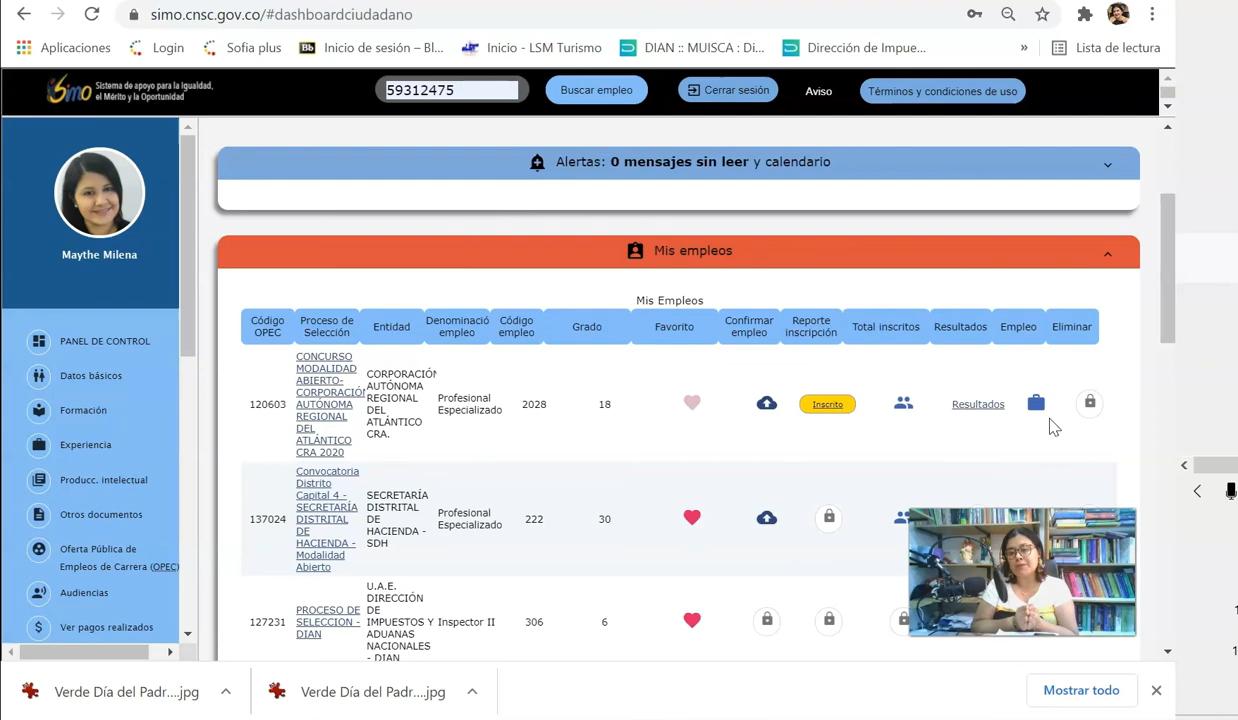 simo.cnsc.gov.co/#dashboardciudadano
Aplicaciones
Login
Sofia plus
Bb
Inicio de sesión – Bl...
Inicio - LSM Turismo
DIAN :: MUISCA : Di...
Dirección de Impue...
»
Lista de lectura
Simo
Sistema de apoyo para la Igualdad,
el Mérito y la Oportunidad
59312475
Buscar empleo
Cerrar sesión
Aviso
Términos y condiciones de uso
Maythe Milena
PANEL DE CONTROL
Datos básicos
Formación
Experiencia
Producc. intelectual
Otros documentos
Oferta Pública de
Empleos de Carrera (OPEC)
Audiencias
Ver pagos realizados
Alertas: 0 mensajes sin leer y calendario
Mis empleos
Mis Empleos
Código
OPEC
Proceso de
Selección
Entidad
Denominació
empleo
Código
empleo
Grado
Favorito
Confirmar
empleo
Reporte
inscripción
Total inscritos
Resultados
Empleo
Eliminar
120603
CONCURSO
MODALIDAD
ABIERTO-
CORPORACIÓN
AUTÓNOMA
REGIONAL
DEL
ATLÁNTICO
CRA 2020
CORPORACIÓN
AUTÓNOMA
REGIONAL
DEL
ATLÁNTICO
CRA.
Profesional
Especializado
2028
18
Inscrito
Resultados
137024
Convocatoria
Distrito
Capital 4 -
SECRETARÍA
DISTRITAL
DE
HACIENDA -
Modalidad
Abierto
SECRETARÍA
DISTRITAL
DE
HACIENDA -
SDH
Profesional
Especializado
222
30
127231
PROCESO DE
SELECCION -
DIAN
U.A.E.
DIRECCIÓN
DE
IMPUESTOS Y
ADUANAS
NACIONALES
- DIAN
Inspector II
306
6
Verde Día del Padr....jpg
Verde Día del Padr....jpg
Mostrar todo